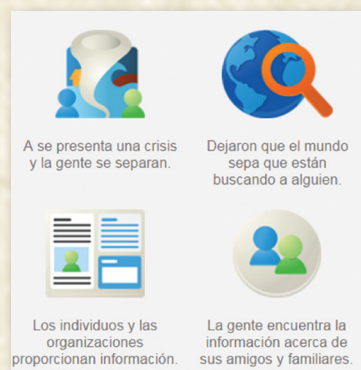 A se presenta una crisis
y la gente se separan.
Dejaron que el mundo
sepa que están
buscando a alguien.
Los individuos y las
organizaciones
proporcionan información.
La gente encuentra la
información acerca de
sus amigos y familiares.